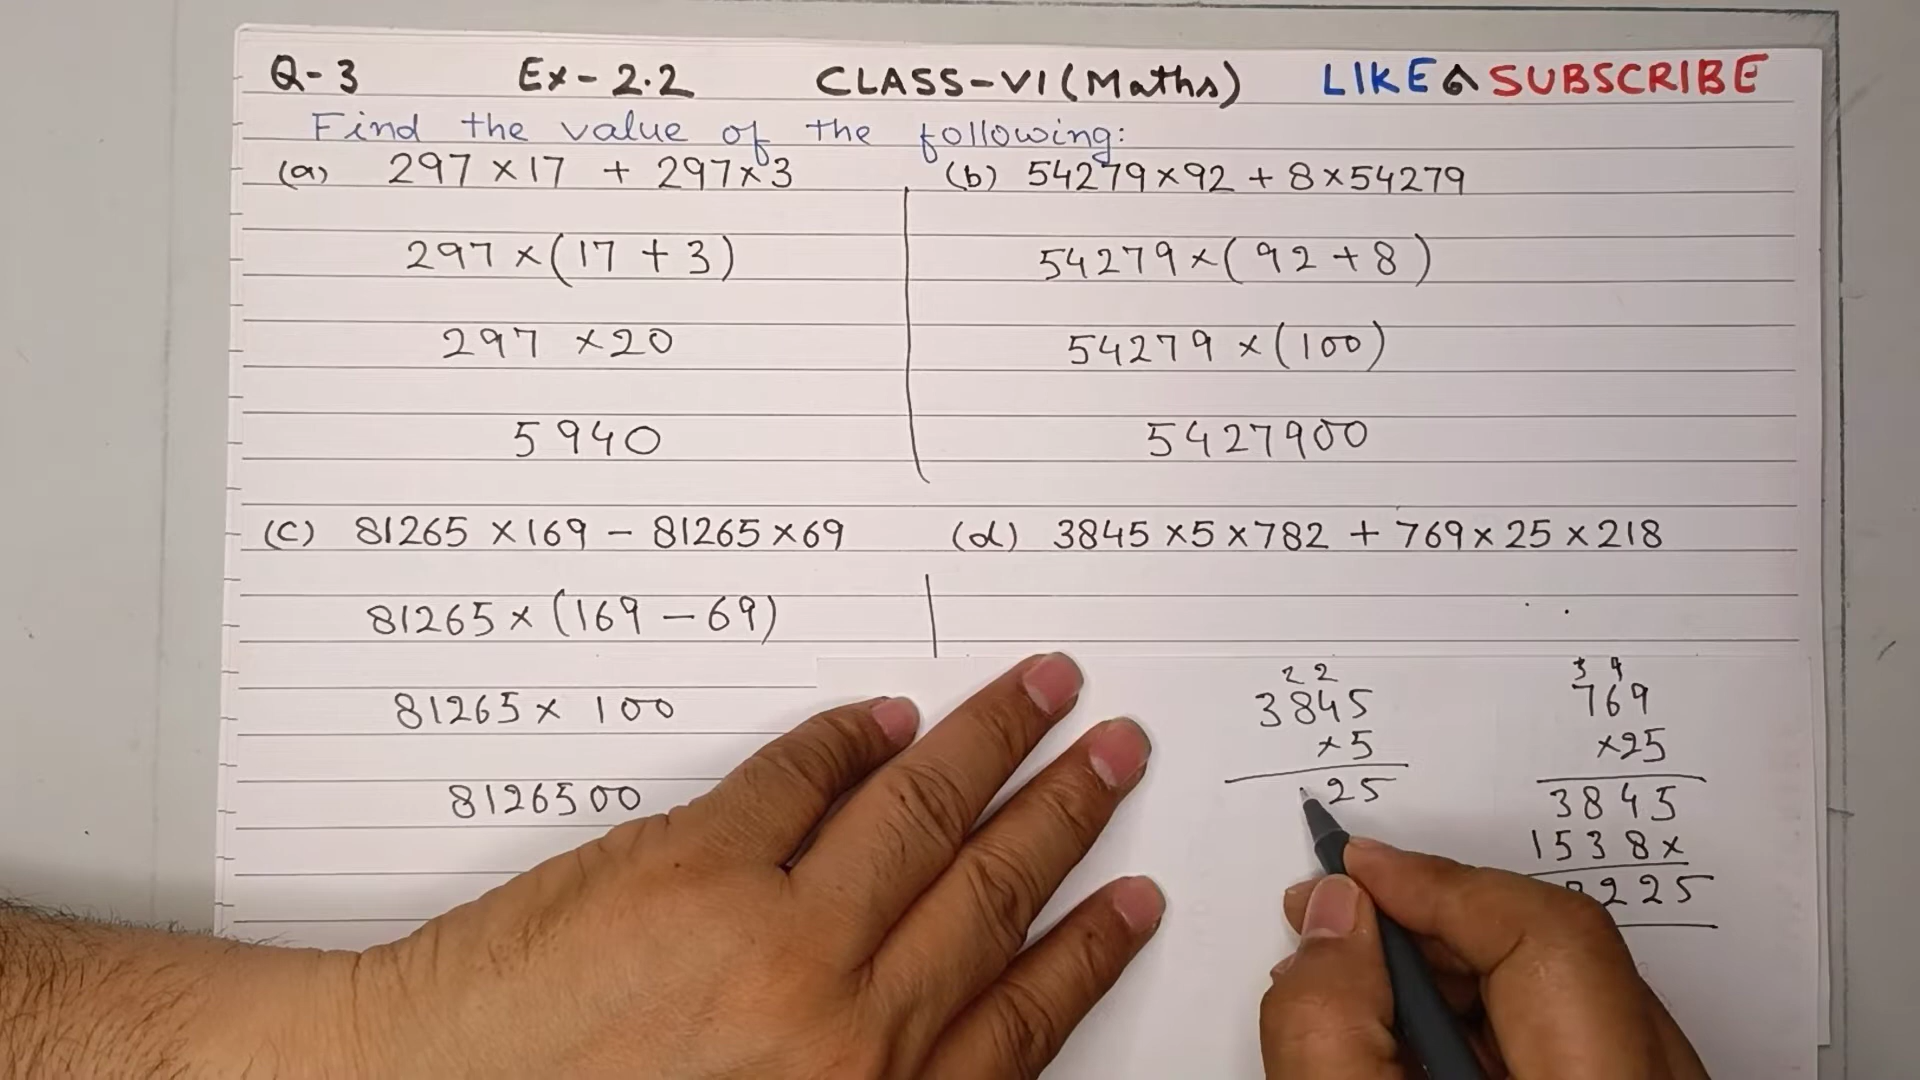 Q-3 Ex-2.2 CLASS-VI (Maths) LIKE & SUBSCRIBE
Find the value of the following:
(a) 297 × 17 + 297 × 3
297 × (17 + 3)
297 × 20
5940
(b) 54279 × 92 + 8 × 54279
54279 × (92 + 8)
54279 × (100)
5427900
(c) 81265 × 169 - 81265 × 69
81265 × (169 - 69)
81265 × 100
8126500
(d) 3845 × 5 × 782 + 769 × 25 × 218
2 2
3845
×5
25
3 4
769
×25
3845
1538×
225